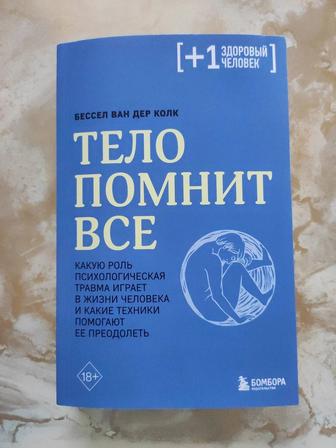 [+1 ЗДОРОВЫЙ
ЧЕЛОВЕК]
БЕССЕЛ ВАН ДЕР КОЛК
ТЕЛО
ПОМНИТ
ВСЕ
КАКУЮ РОЛЬ
ПСИХОЛОГИЧЕСКАЯ
ТРАВМА ИГРАЕТ
В ЖИЗНИ ЧЕЛОВЕКА
И КАКИЕ ТЕХНИКИ
ПОМОГАЮТ
ЕЕ ПРЕОДОЛЕТЬ
18+
БОМБОРА
ИЗДАТЕЛЬСТВО